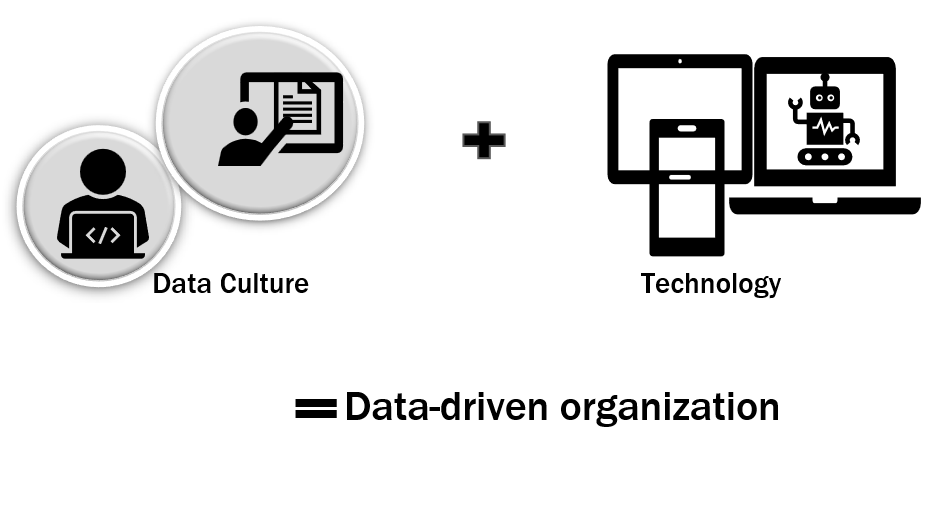 </>
Data Culture
Technology
= Data-driven organization